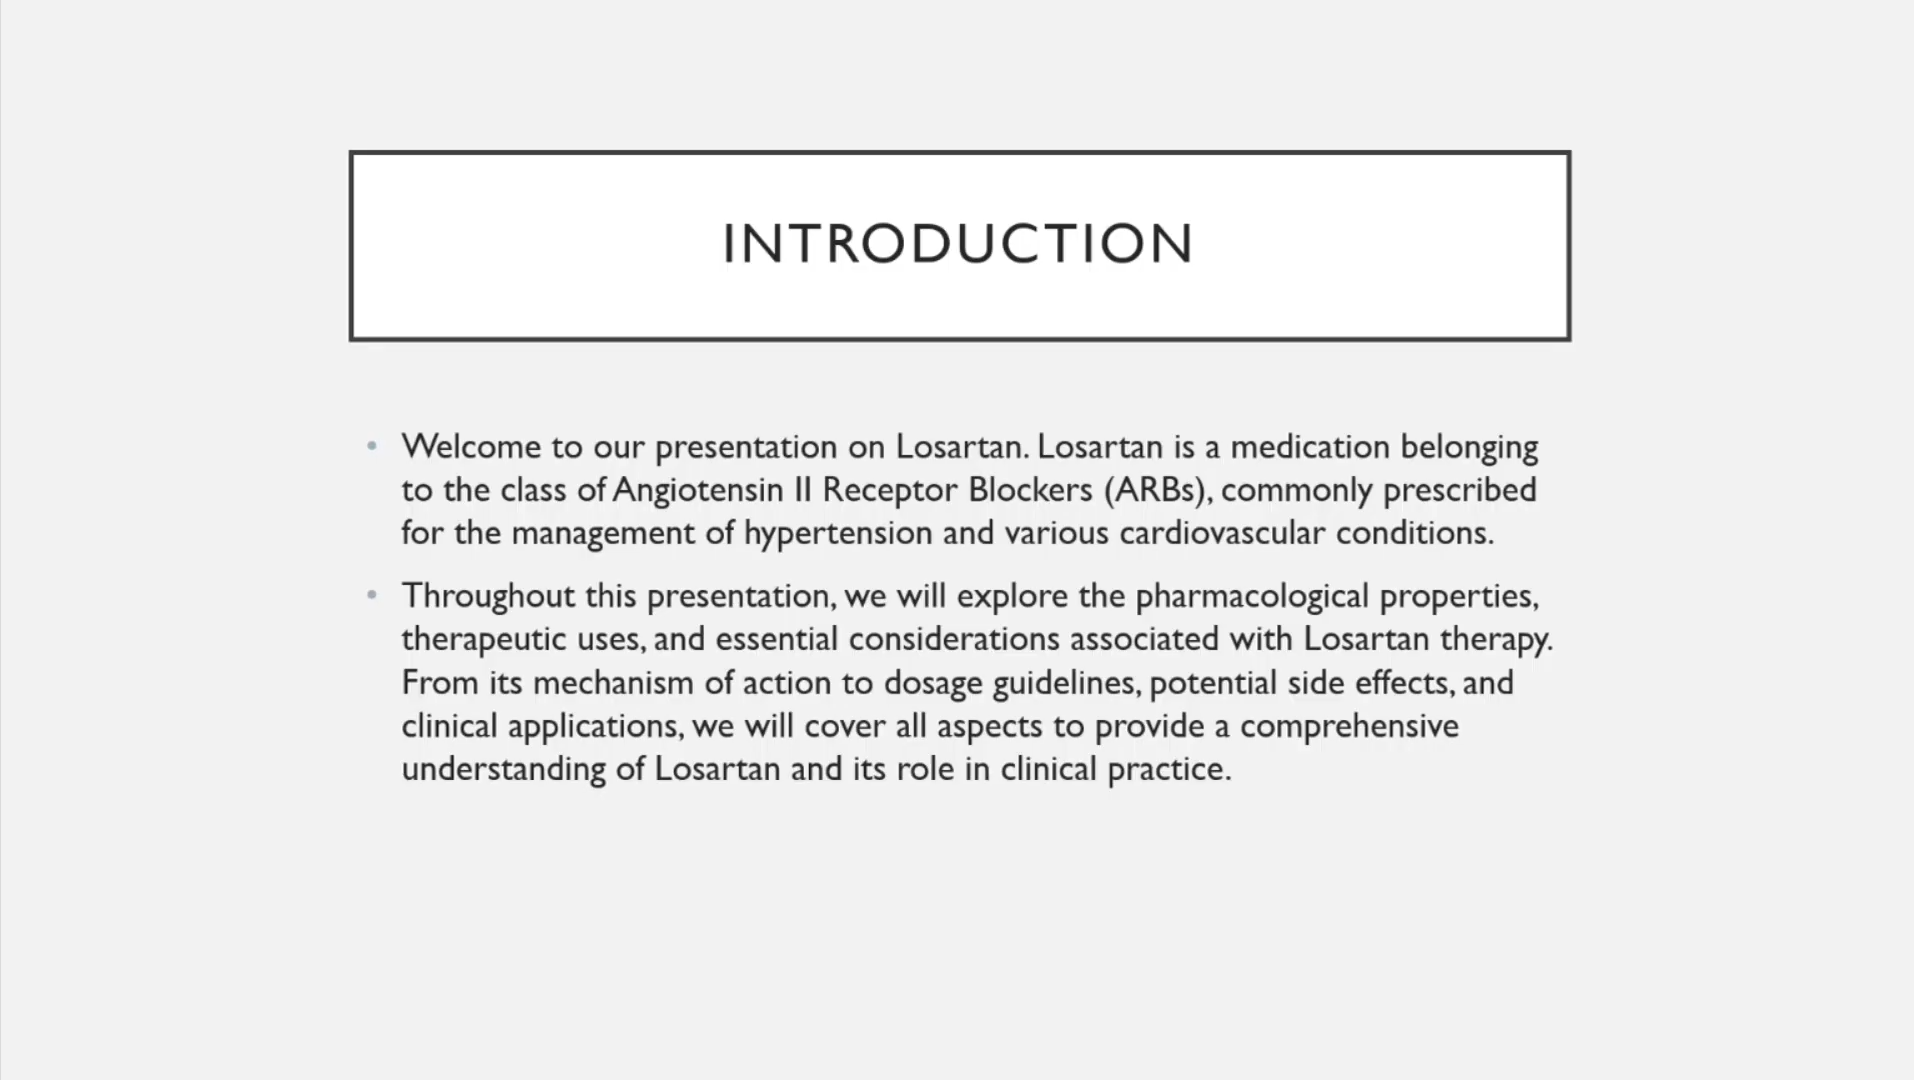 INTRODUCTION
• Welcome to our presentation on Losartan. Losartan is a medication belonging
to the class of Angiotensin II Receptor Blockers (ARBs), commonly prescribed
for the management of hypertension and various cardiovascular conditions.
• Throughout this presentation, we will explore the pharmacological properties,
therapeutic uses, and essential considerations associated with Losartan therapy.
From its mechanism of action to dosage guidelines, potential side effects, and
clinical applications, we will cover all aspects to provide a comprehensive
understanding of Losartan and its role in clinical practice.